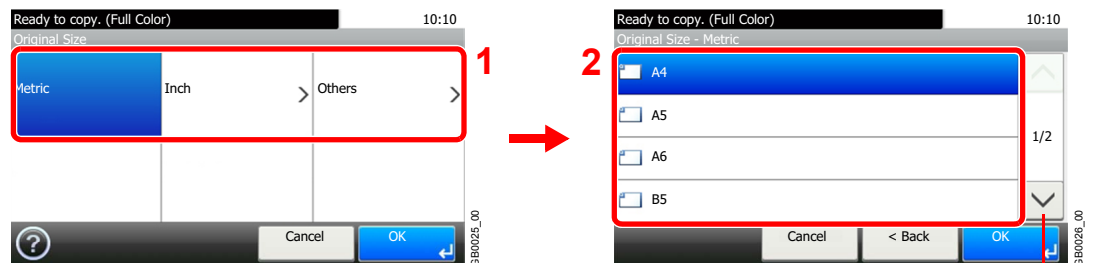 Ready to copy. (Full Color) 10:10
Original Size
Metric Inch Others
1
Cancel OK
GB0025_00
2
Ready to copy. (Full Color) 10:10
Original Size - Metric
A4
A5
A6
B5
1/2
Cancel < Back OK
GB0026_00